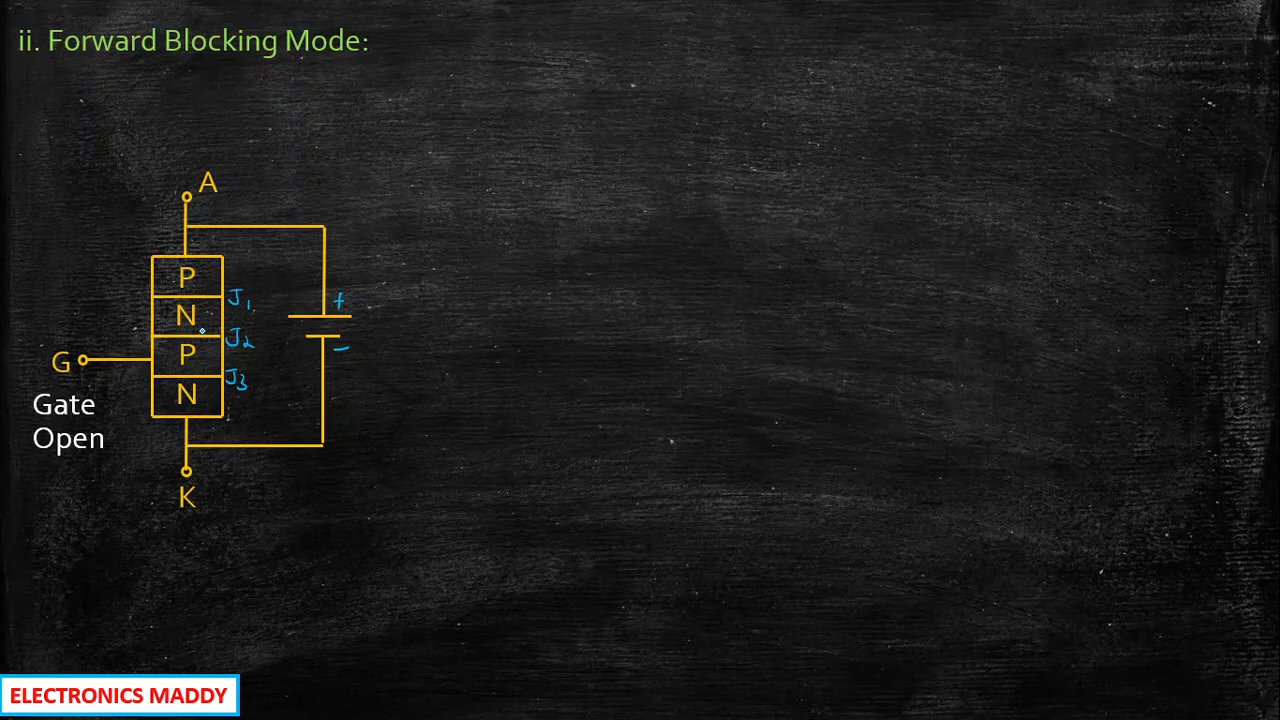 ii. Forward Blocking Mode:
A
P
J1
+
N
J2
P
−
G
J3
N
Gate
Open
K
ELECTRONICS MADDY